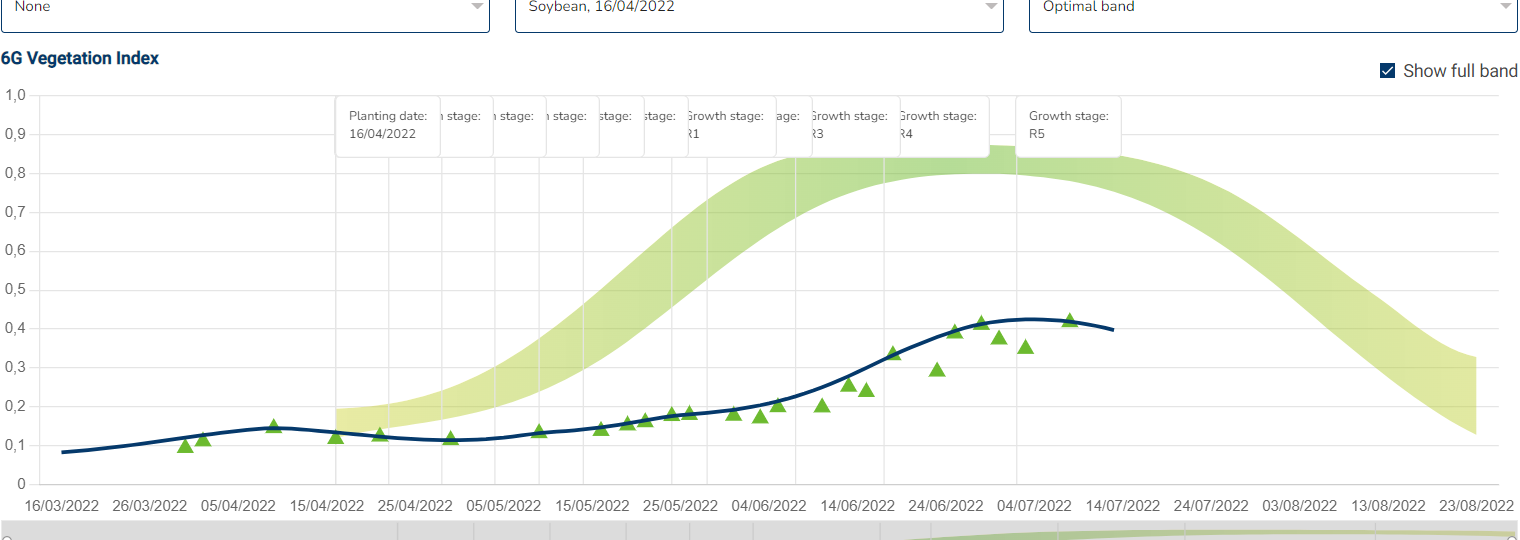 None
Soybean, 16/04/2022
Optimal band
6G Vegetation Index
Show full band
1,0
0,9
0,8
0,7
0,6
0,5
0,4
0,3
0,2
0,1
0
Planting date:
16/04/2022
stage:
stage:
stage:
stage:
stage:
Growth stage:
R1
age:
Growth stage:
R3
Growth stage:
R4
Growth stage:
R5
16/03/2022
26/03/2022
05/04/2022
15/04/2022
25/04/2022
05/05/2022
15/05/2022
25/05/2022
04/06/2022
14/06/2022
24/06/2022
04/07/2022
14/07/2022
24/07/2022
03/08/2022
13/08/2022
23/08/2022